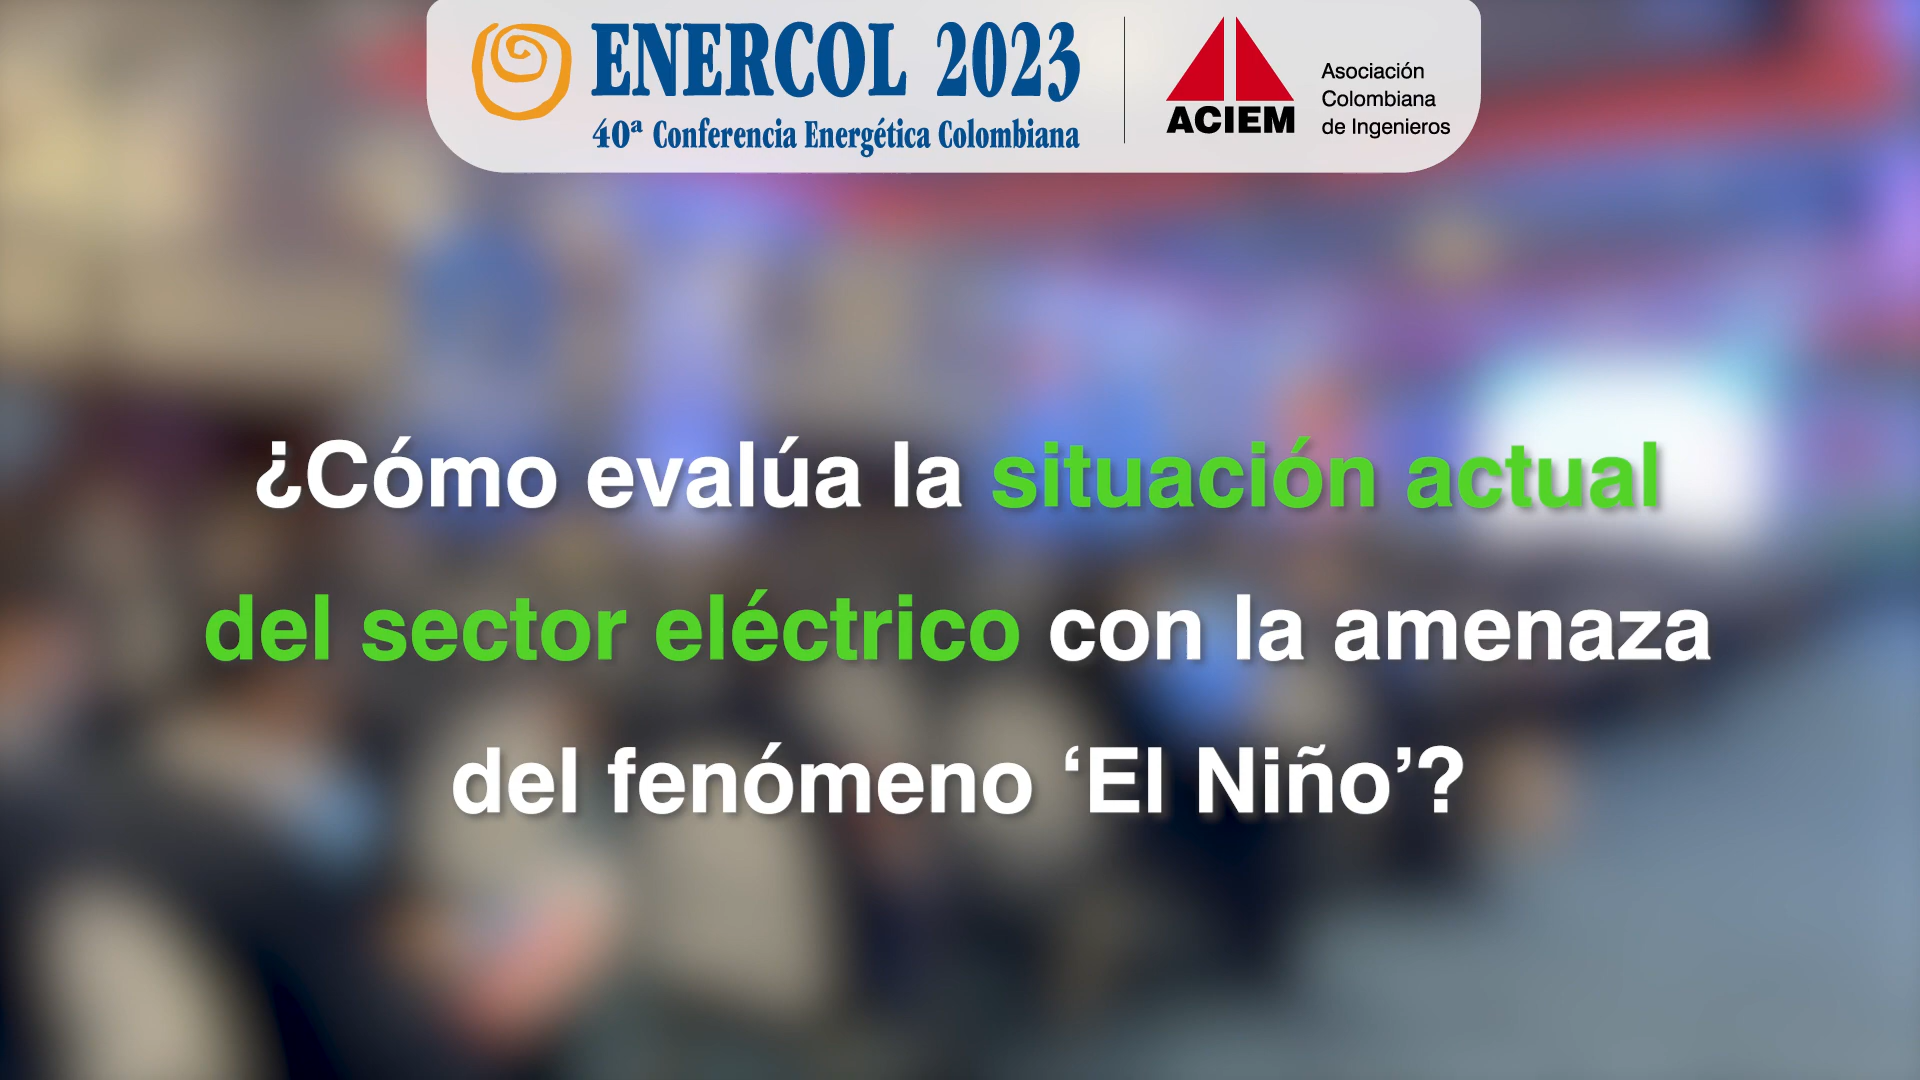 ENERCOL 2023
40ª Conferencia Energética Colombiana
ACIEM
Asociación
Colombiana
de Ingenieros
¿Cómo evalúa la situación actual
del sector eléctrico con la amenaza
del fenómeno ‘El Niño’?